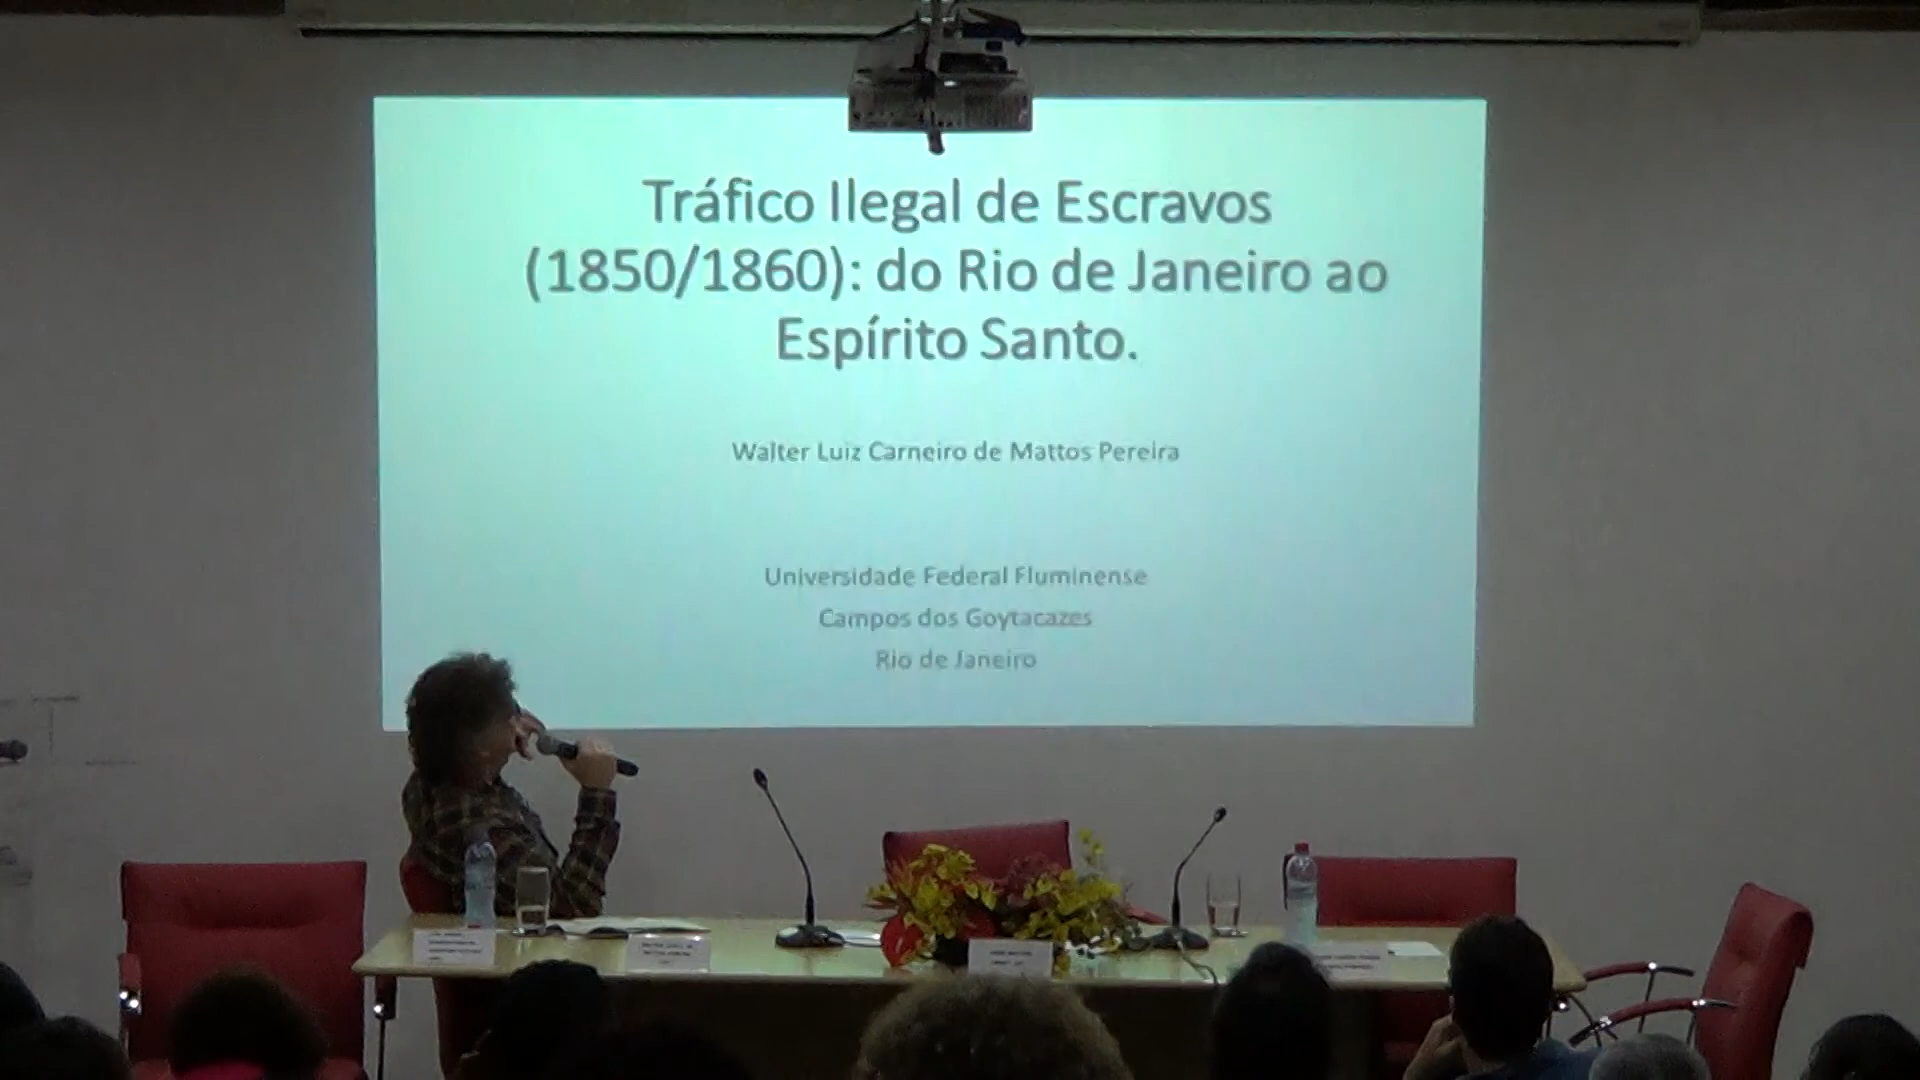 Tráfico Ilegal de Escravos
(1850/1860): do Rio de Janeiro ao
Espírito Santo.
Walter Luiz Carneiro de Mattos Pereira
Universidade Federal Fluminense
Campos dos Goytacazes
Rio de Janeiro